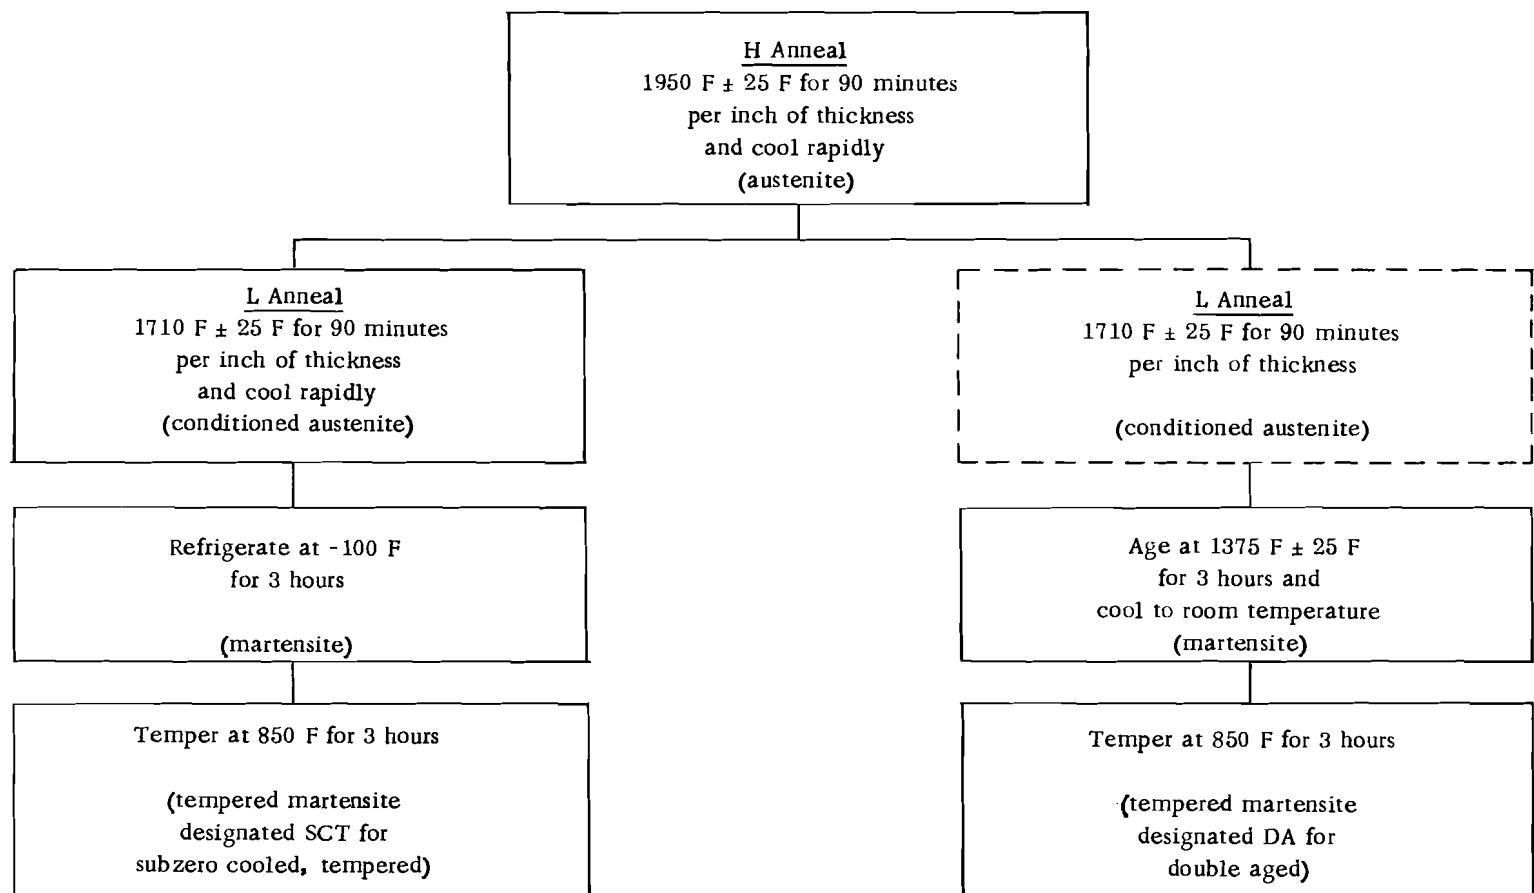 H Anneal
1950 F ± 25 F for 90 minutes
per inch of thickness
and cool rapidly
(austenite)
L Anneal
1710 F ± 25 F for 90 minutes
per inch of thickness
and cool rapidly
(conditioned austenite)
L Anneal
1710 F ± 25 F for 90 minutes
per inch of thickness
(conditioned austenite)
Refrigerate at -100 F
for 3 hours
(martensite)
Age at 1375 F ± 25 F
for 3 hours and
cool to room temperature
(martensite)
Temper at 850 F for 3 hours
(tempered martensite
designated SCT for
subzero cooled, tempered)
Temper at 850 F for 3 hours
(tempered martensite
designated DA for
double aged)